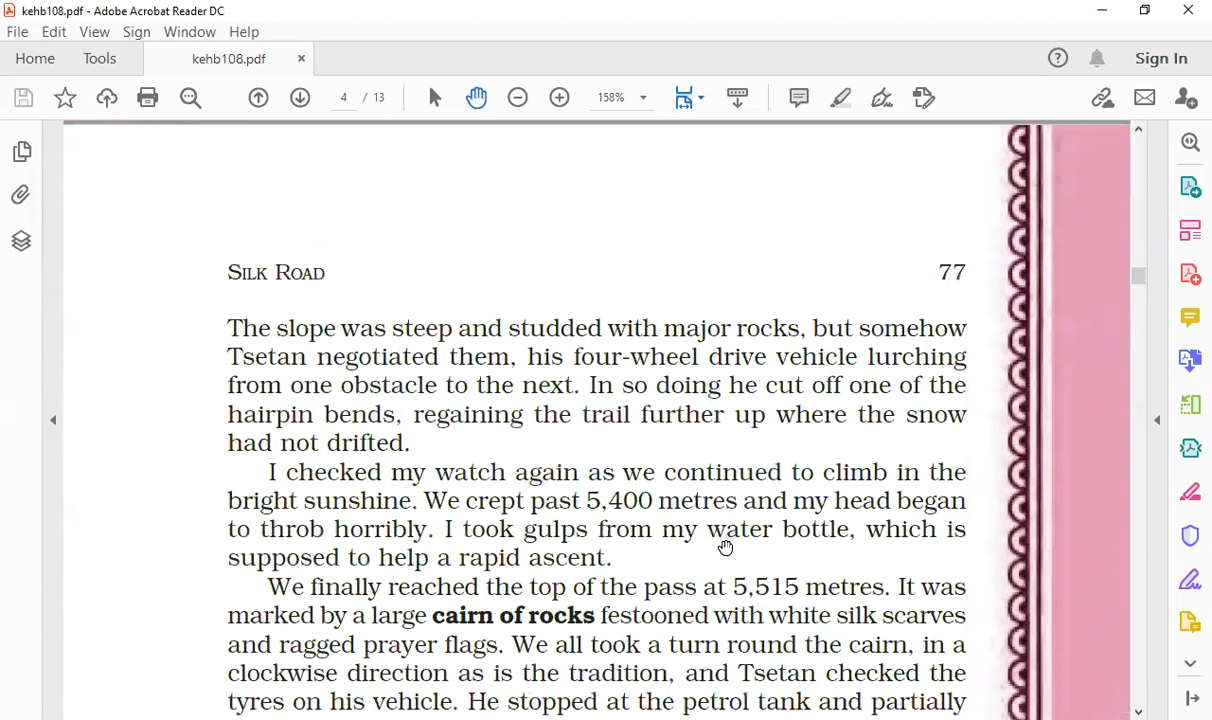 kehb108.pdf - Adobe Acrobat Reader DC
File Edit View Sign Window Help
Home Tools kehb108.pdf × Sign In
4 / 13 158%
SILK ROAD 77
The slope was steep and studded with major rocks, but somehow
Tsetan negotiated them, his four-wheel drive vehicle lurching
from one obstacle to the next. In so doing he cut off one of the
hairpin bends, regaining the trail further up where the snow
had not drifted.
I checked my watch again as we continued to climb in the
bright sunshine. We crept past 5,400 metres and my head began
to throb horribly. I took gulps from my water bottle, which is
supposed to help a rapid ascent.
We finally reached the top of the pass at 5,515 metres. It was
marked by a large cairn of rocks festooned with white silk scarves
and ragged prayer flags. We all took a turn round the cairn, in a
clockwise direction as is the tradition, and Tsetan checked the
tyres on his vehicle. He stopped at the petrol tank and partially